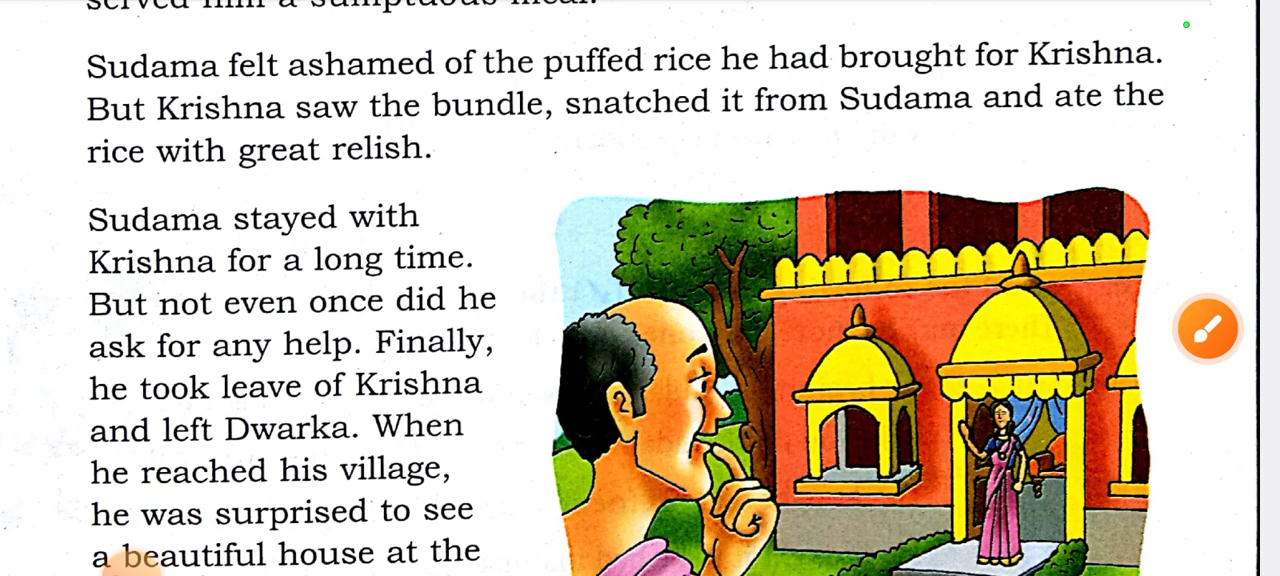 Sudama felt ashamed of the puffed rice he had brought for Krishna.
But Krishna saw the bundle, snatched it from Sudama and ate the
rice with great relish.
Sudama stayed with
Krishna for a long time.
But not even once did he
ask for any help. Finally,
he took leave of Krishna
and left Dwarka. When
he reached his village,
he was surprised to see
a beautiful house at the